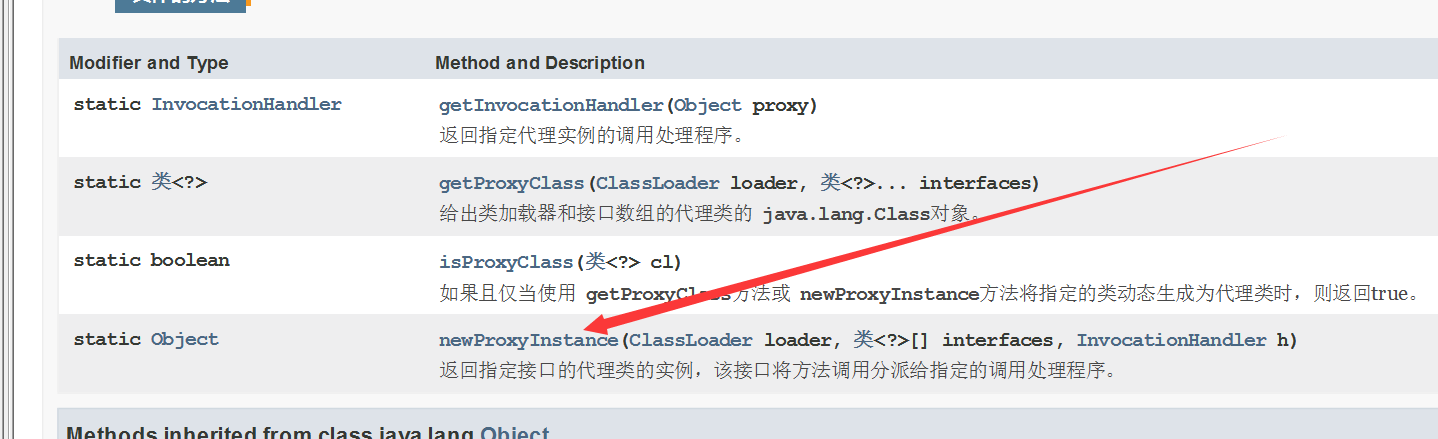 Modifier and Type Method and Description
static InvocationHandler getInvocationHandler(Object proxy)
返回指定代理实例的调用处理程序。
static 类<?> getProxyClass(ClassLoader loader, 类<?>... interfaces)
给出类加载器和接口数组的代理类的 java.lang.Class对象。
static boolean isProxyClass(类<?> cl)
如果且仅当使用 getProxyClass方法或 newProxyInstance方法将指定的类动态生成为代理类时，则返回true。
static Object newProxyInstance(ClassLoader loader, 类<?>[] interfaces, InvocationHandler h)
返回指定接口的代理类的实例，该接口将方法调用分派给指定的调用处理程序。
Methods inherited from class java.lang.Object